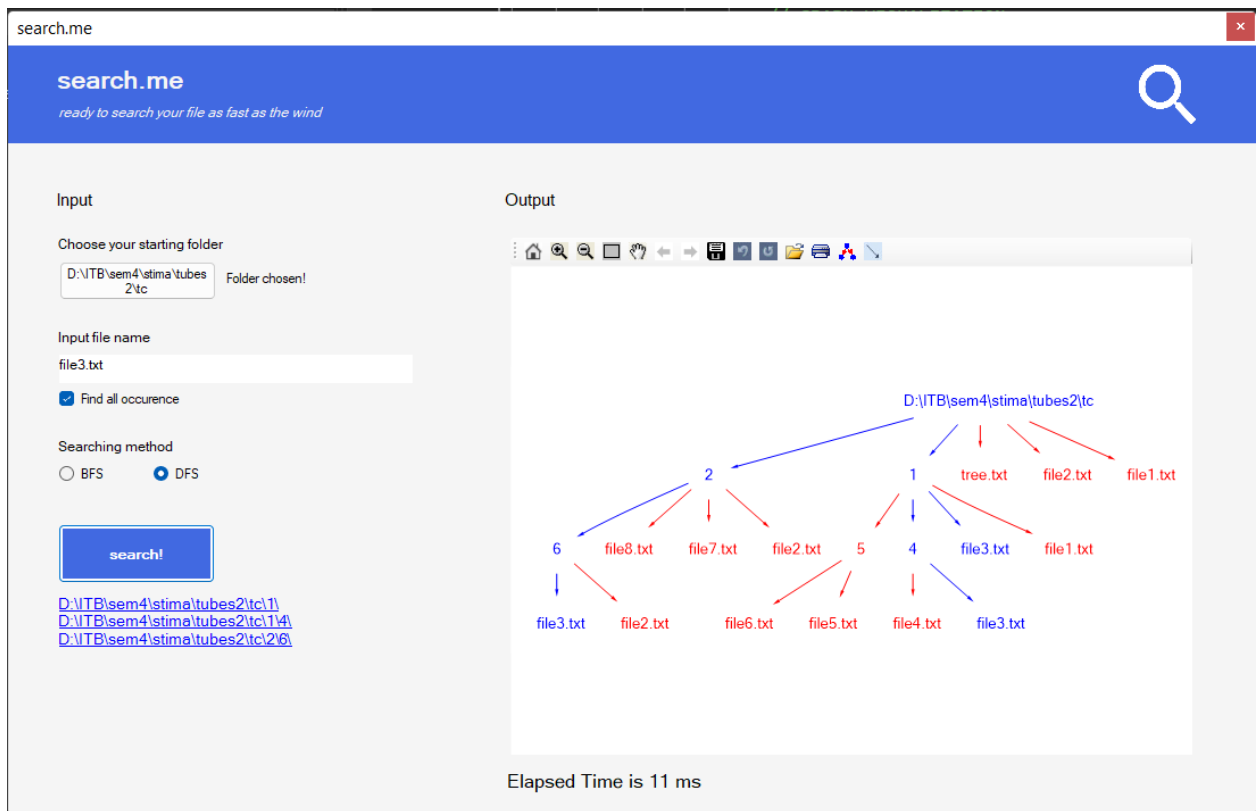 search.me
search.me
ready to search your file as fast as the wind
Input
Choose your starting folder
D:\ITB\sem4\stima\tubes
2\tc
Folder chosen!
Input file name
file3.txt
Find all occurence
Searching method
BFS DFS
search!
D:\ITB\sem4\stima\tubes2\tc\1\
D:\ITB\sem4\stima\tubes2\tc\1\4\
D:\ITB\sem4\stima\tubes2\tc\2\6\
Output
D:\ITB\sem4\stima\tubes2\tc
2 1 tree.txt file2.txt file1.txt
6 file8.txt file7.txt file2.txt 5 4 file3.txt file1.txt
file3.txt file2.txt file6.txt file5.txt file4.txt file3.txt
Elapsed Time is 11 ms